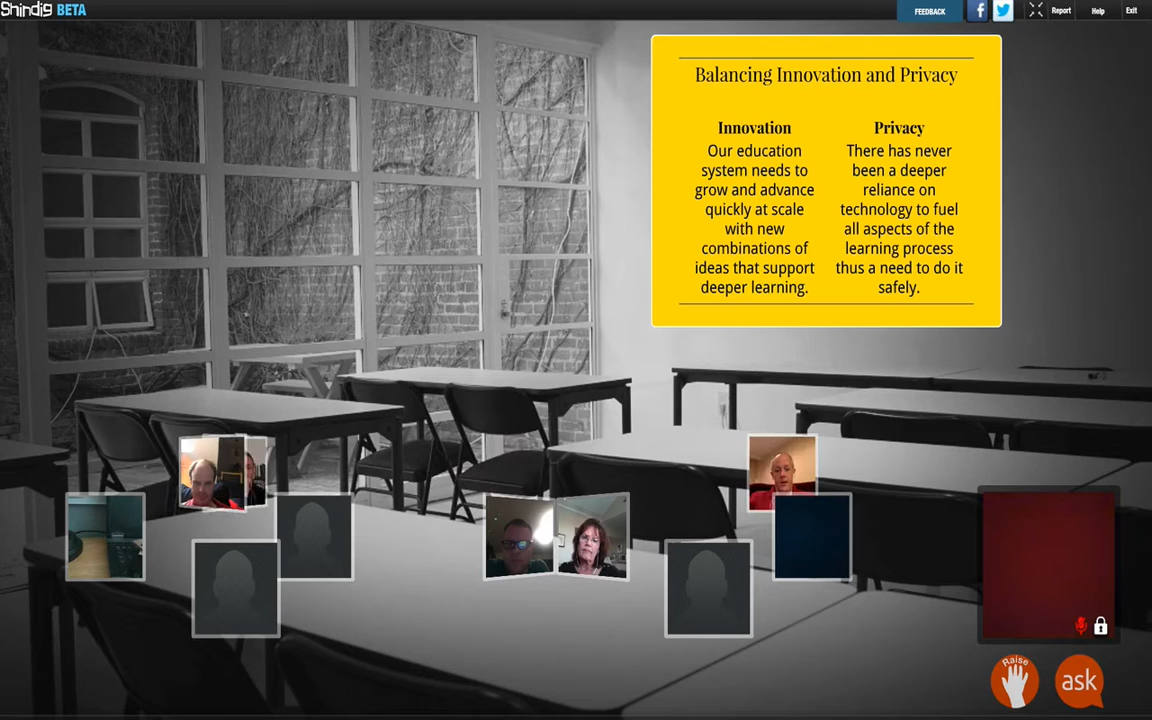 Shindig BETA
FEEDBACK
Report
Help
Exit
Balancing Innovation and Privacy
Innovation
Our education
system needs to
grow and advance
quickly at scale
with new
combinations of
ideas that support
deeper learning.
Privacy
There has never
been a deeper
reliance on
technology to fuel
all aspects of the
learning process
thus a need to do it
safely.
Raise
ask